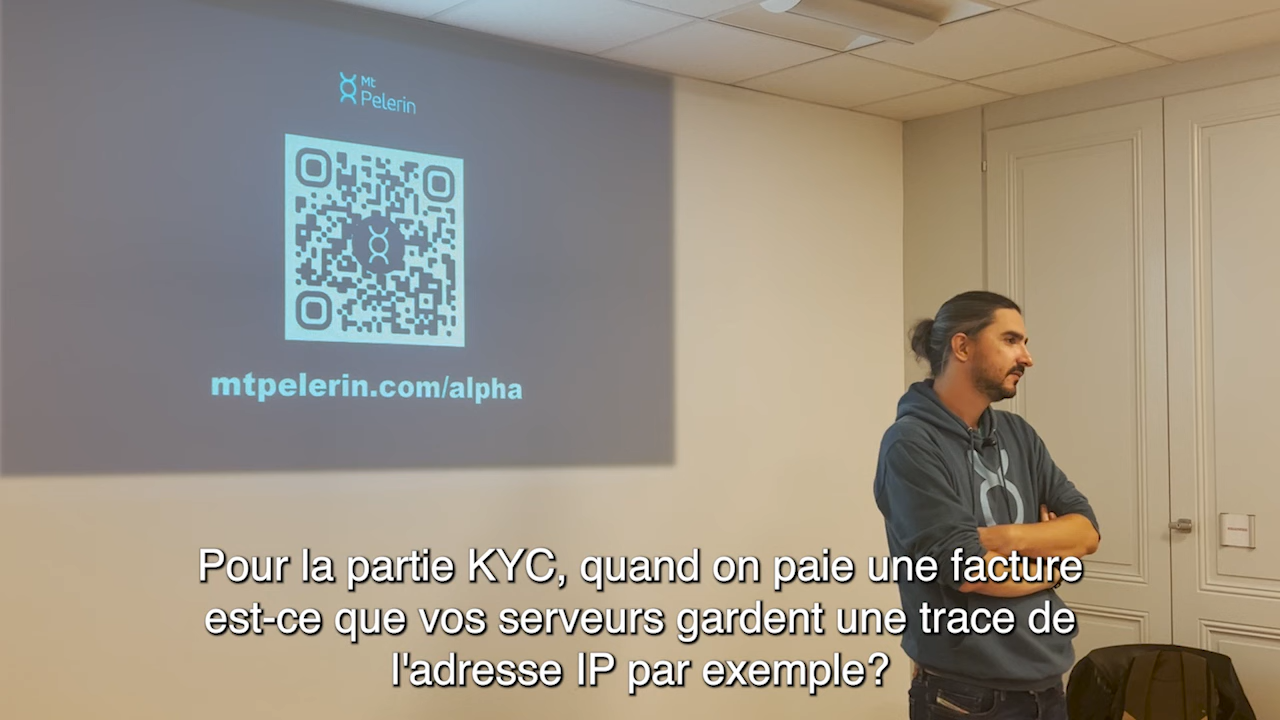 Mt
Pelerin
mtpelerin.com/alpha
Pour la partie KYC, quand on paie une facture
est-ce que vos serveurs gardent une trace de
l'adresse IP par exemple?